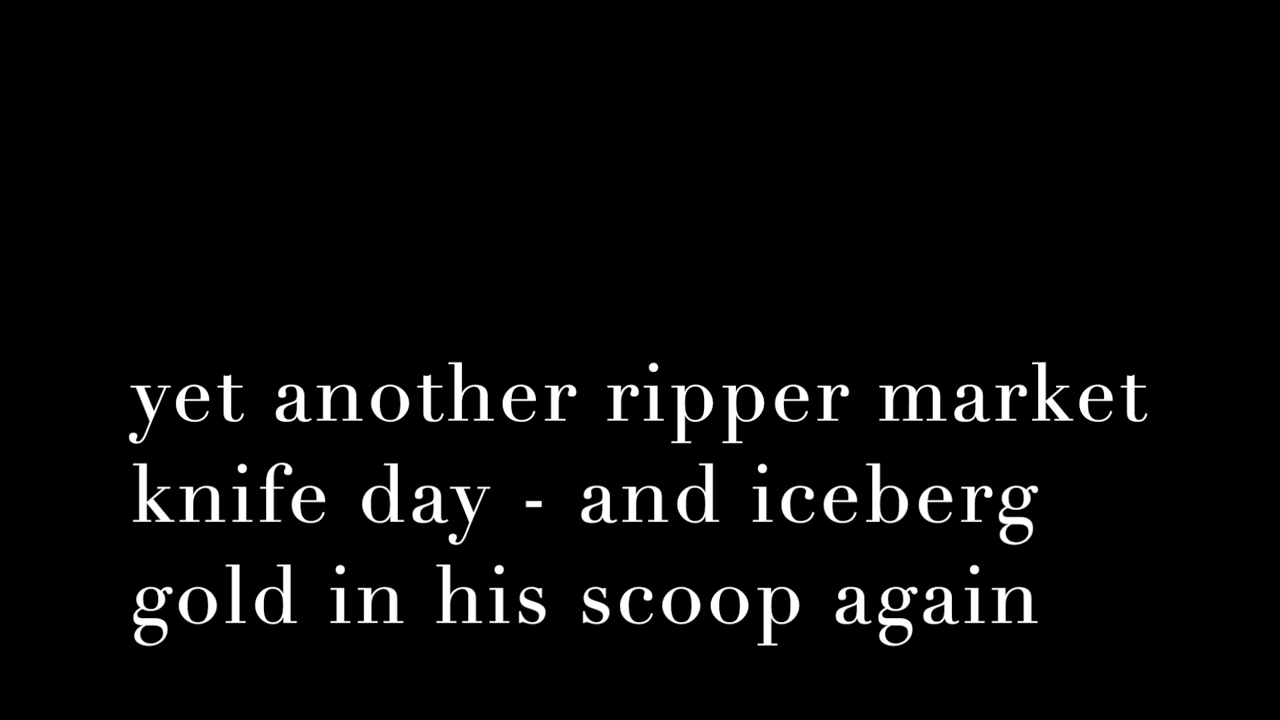 yet another ripper market
knife day - and iceberg
gold in his scoop again